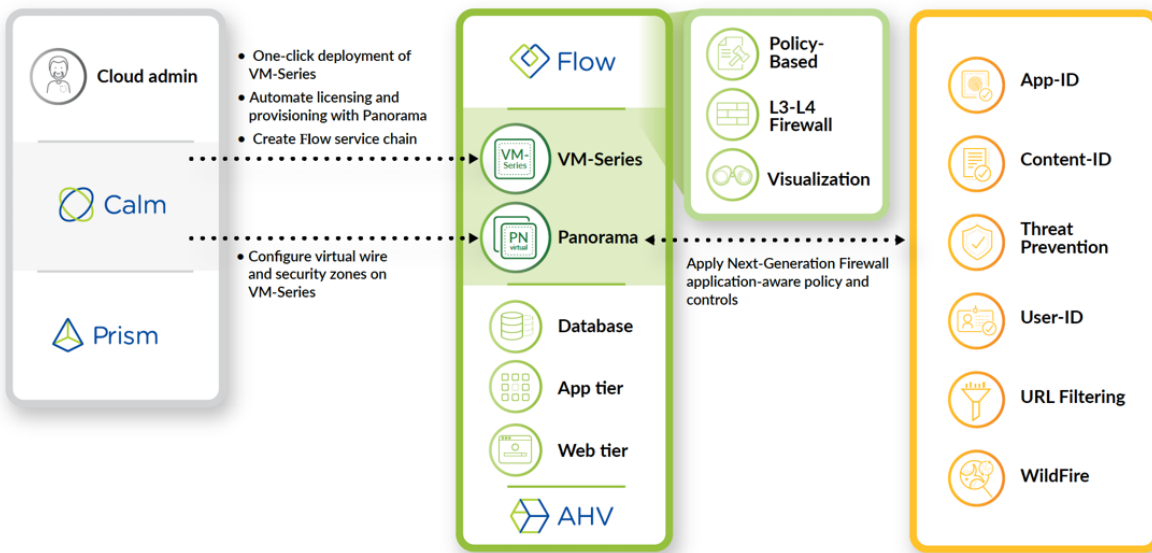 Cloud admin
Calm
Prism
• One-click deployment of
VM-Series
• Automate licensing and
provisioning with Panorama
• Create Flow service chain
• Configure virtual wire
and security zones on
VM-Series
Flow
VM-
Series
VM-Series
PN
virtual
Panorama
Database
App tier
Web tier
AHV
Policy-
Based
L3-L4
Firewall
Visualization
Apply Next-Generation Firewall
application-aware policy and
controls
App-ID
Content-ID
Threat
Prevention
User-ID
URL Filtering
WildFire